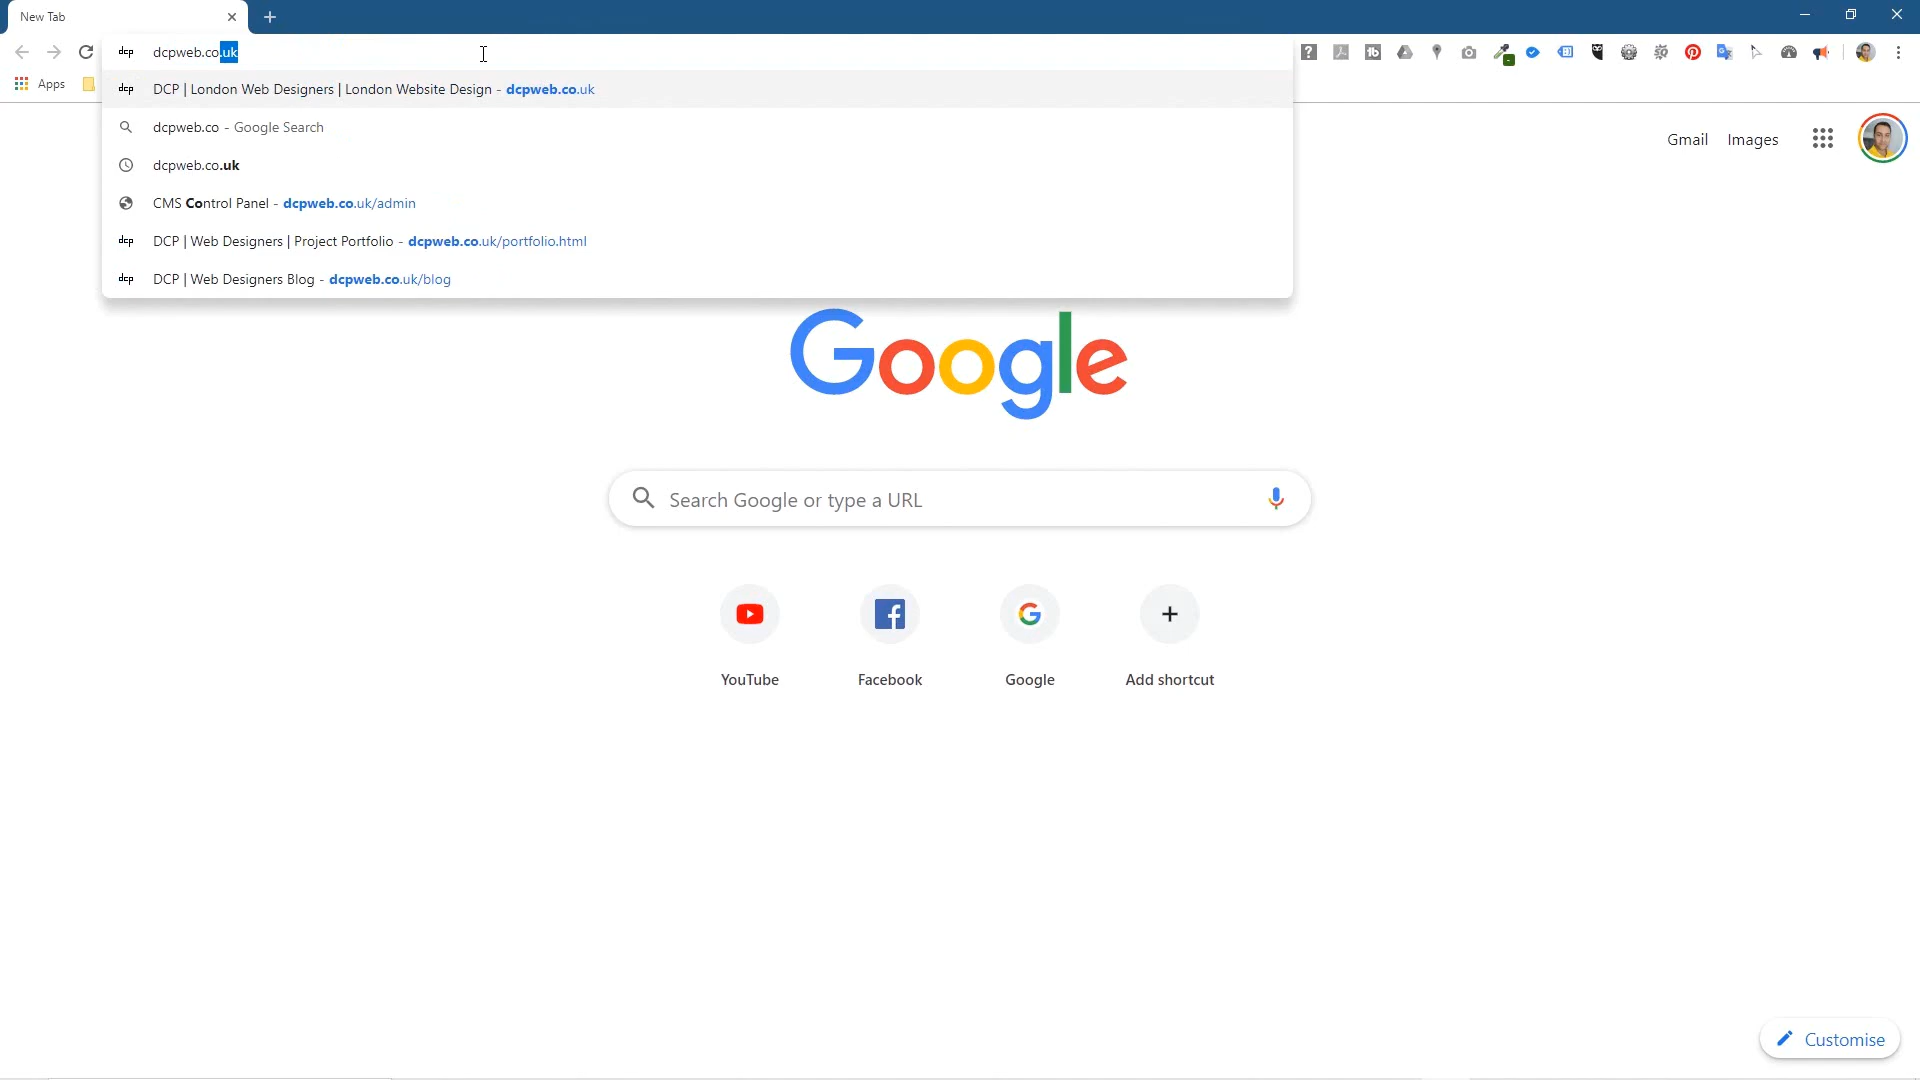 New Tab
dcp dcpweb.co.uk
Apps
dcp DCP | London Web Designers | London Website Design - dcpweb.co.uk
dcpweb.co - Google Search
dcpweb.co.uk
CMS Control Panel - dcpweb.co.uk/admin
dcp DCP | Web Designers | Project Portfolio - dcpweb.co.uk/portfolio.html
dcp DCP | Web Designers Blog - dcpweb.co.uk/blog
Gmail Images
Google
Search Google or type a URL
YouTube Facebook Google Add shortcut
Customise